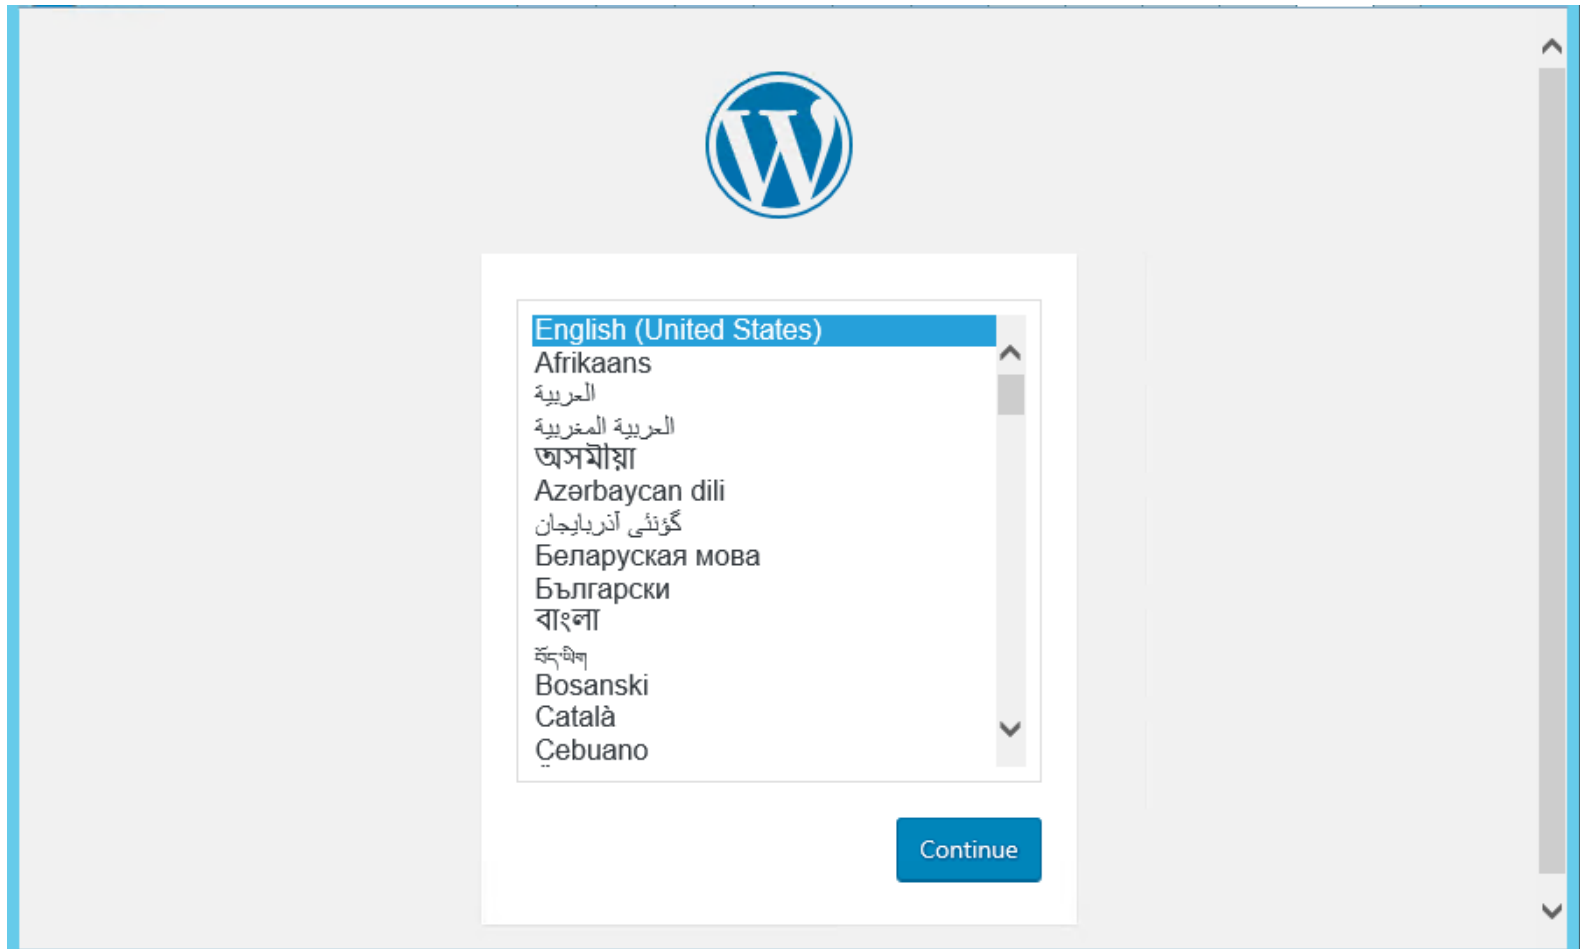 English (United States)
Afrikaans
العربية
العربية المغربية
অসমীয়া
Azərbaycan dili
گؤنئی آذربایجان
Беларуская мова
Български
বাংলা
བོད་ཡིག
Bosanski
Català
Cebuano
Continue